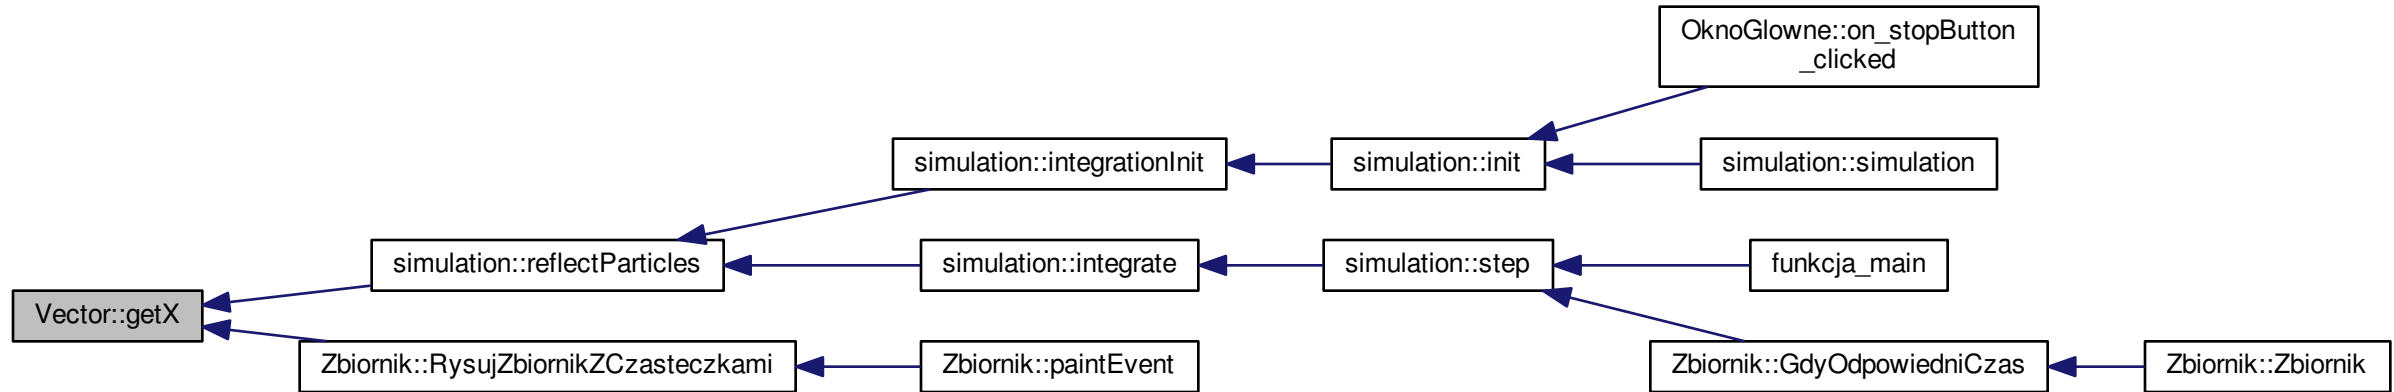 OknoGlowne::on_stopButton
_clicked
simulation::integrationInit
simulation::init
simulation::simulation
simulation::reflectParticles
simulation::integrate
simulation::step
funkcja_main
Vector::getX
Zbiornik::RysujZbiornikZCzasteczkami
Zbiornik::paintEvent
Zbiornik::GdyOdpowiedniCzas
Zbiornik::Zbiornik